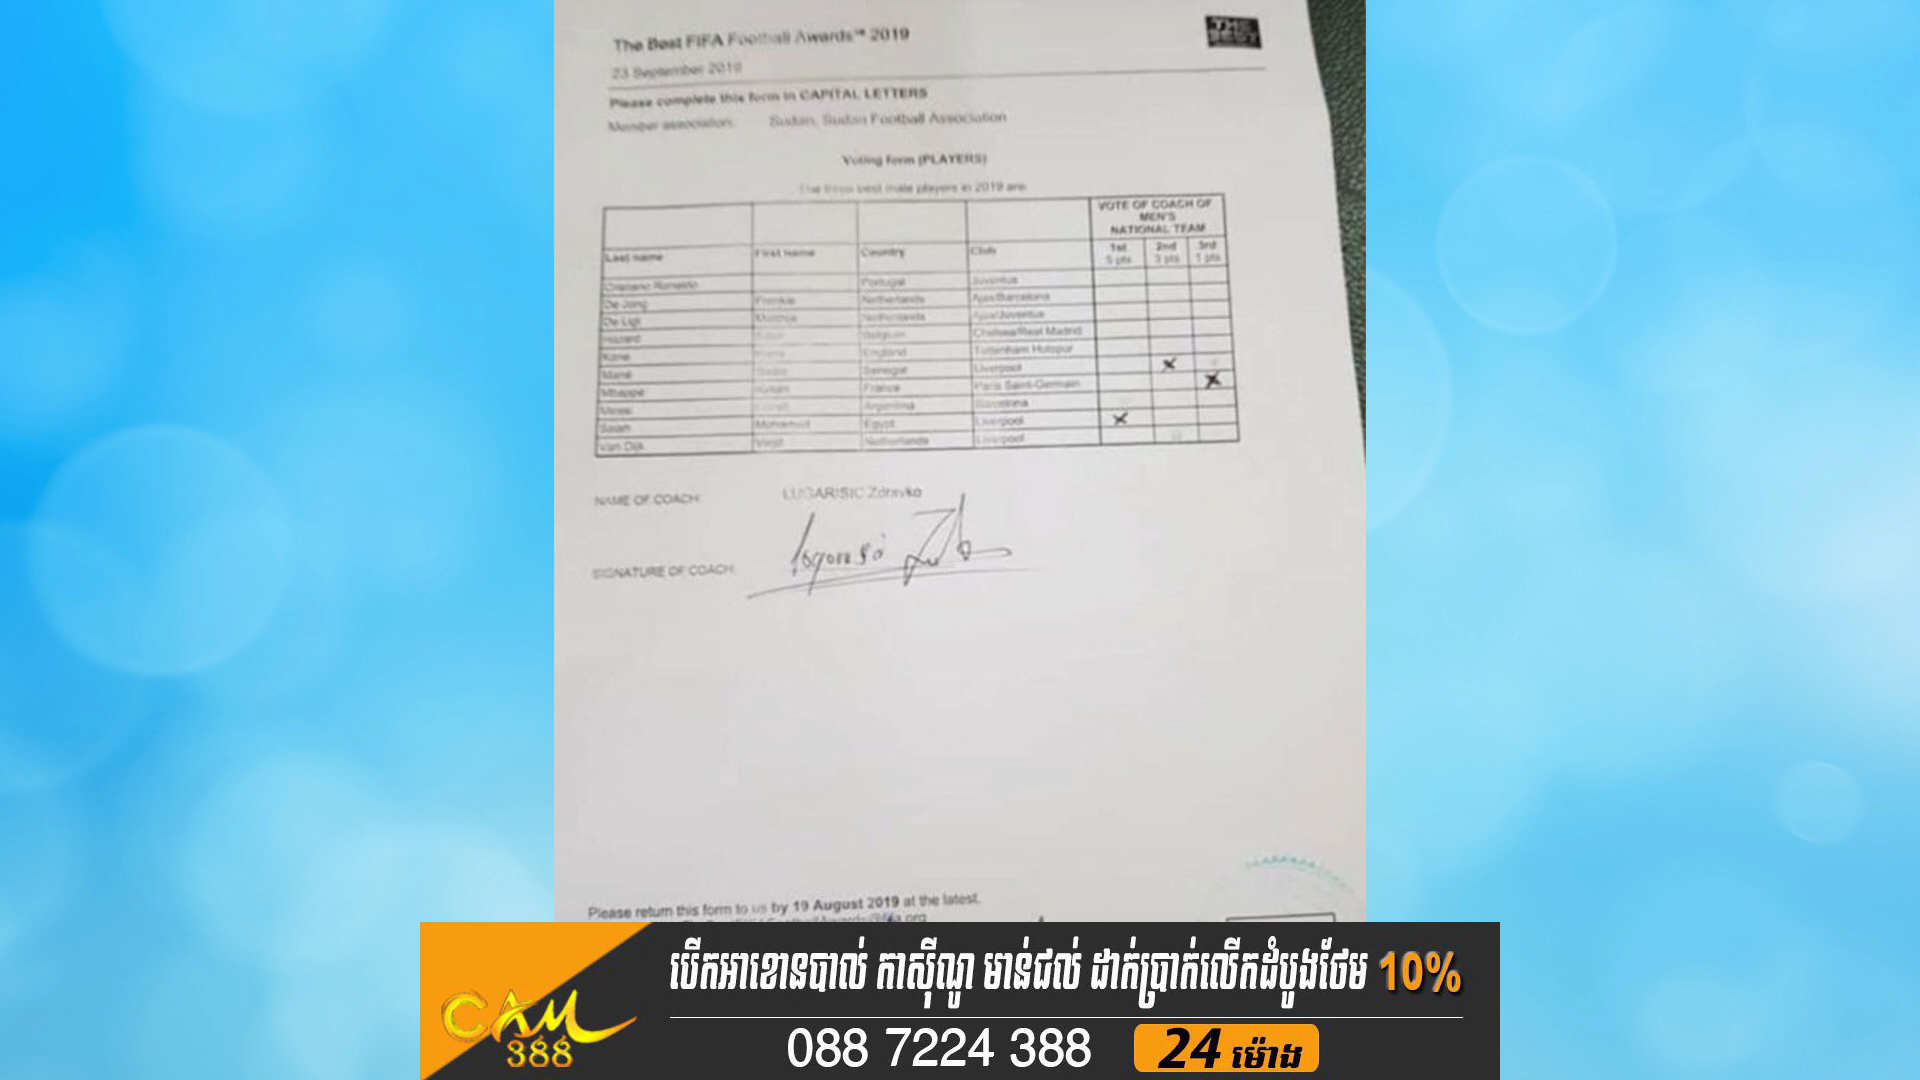 The Best FIFA Football Awards™ 2019
THE BEST
23 September 2019
Please complete this form in CAPITAL LETTERS
Member association: Sudan, Sudan Football Association
Voting form (PLAYERS)
The three best male players in 2019 are:
VOTE OF COACH OF MEN'S NATIONAL TEAM
Last name First name Country Club 1st 5 pts 2nd 3 pts 3rd 1 pts
Cristiano Ronaldo Portugal Juventus
De Jong Frenkie Netherlands Ajax/Barcelona
De Ligt Matthijs Netherlands Ajax/Juventus
Hazard Eden Belgium Chelsea/Real Madrid
Kane Harry England Tottenham Hotspur
Mané Sadio Senegal Liverpool x
Mbappé Kylian France Paris Saint-Germain x
Messi Lionel Argentina Barcelona
Salah Mohamed Egypt Liverpool x
Van Dijk Virgil Netherlands Liverpool
NAME OF COACH: LUGARISIC Zdravko
SIGNATURE OF COACH:
Please return this form to us by 19 August 2019 at the latest.
បើកអាខោនបាល់ កាស៊ីណូ មាន់ជល់ ដាក់ប្រាក់លើកដំបូងថែម 10%
CAM
388
088 7224 388 24 ម៉ោង